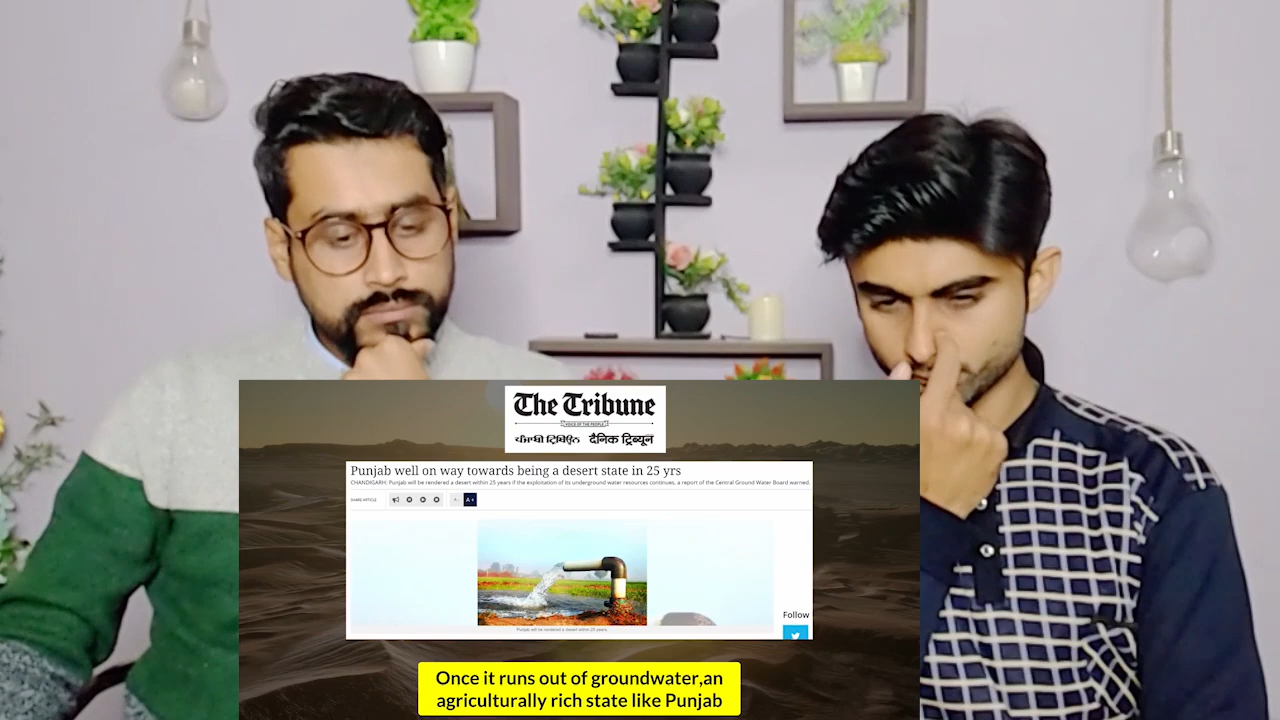 The Tribune
VOICE OF THE PEOPLE
ਪੰਜਾਬੀ ਟ੍ਰਿਬਿਊਨ दैनिक ट्रिब्यून
Punjab well on way towards being a desert state in 25 yrs
CHANDIGARH: Punjab will be rendered a desert within 25 years if the exploitation of its underground water resources continues, a report of the Central Ground Water Board warned.
SHARE ARTICLE
A- A+
Follow
Punjab will be rendered a desert within 25 years.
Once it runs out of groundwater,an
agriculturally rich state like Punjab